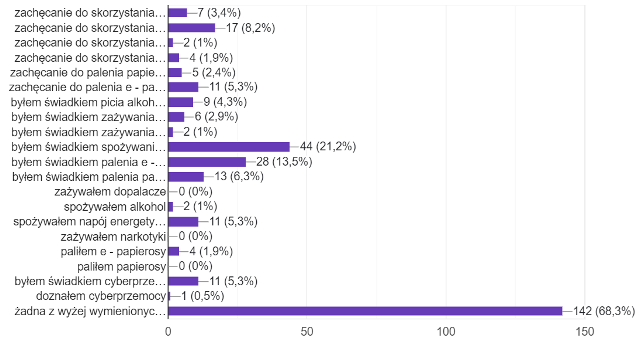 zachęcanie do skorzystania… 7 (3,4%)
zachęcanie do skorzystania… 17 (8,2%)
zachęcanie do skorzystania… 2 (1%)
zachęcanie do skorzystania… 4 (1,9%)
zachęcanie do palenia papie… 5 (2,4%)
zachęcanie do palenia e - pa… 11 (5,3%)
byłem świadkiem picia alkoh… 9 (4,3%)
byłem świadkiem zażywania… 6 (2,9%)
byłem świadkiem zażywania… 2 (1%)
byłem świadkiem spożywani… 44 (21,2%)
byłem świadkiem palenia e -… 28 (13,5%)
byłem świadkiem palenia pa… 13 (6,3%)
zażywałem dopalacze 0 (0%)
spożywałem alkohol 2 (1%)
spożywałem napój energety… 11 (5,3%)
zażywałem narkotyki 0 (0%)
paliłem e - papierosy 4 (1,9%)
paliłem papierosy 0 (0%)
byłem świadkiem cyberprze… 11 (5,3%)
doznałem cyberprzemocy 1 (0,5%)
żadna z wyżej wymienionyc… 142 (68,3%)
0 50 100 150